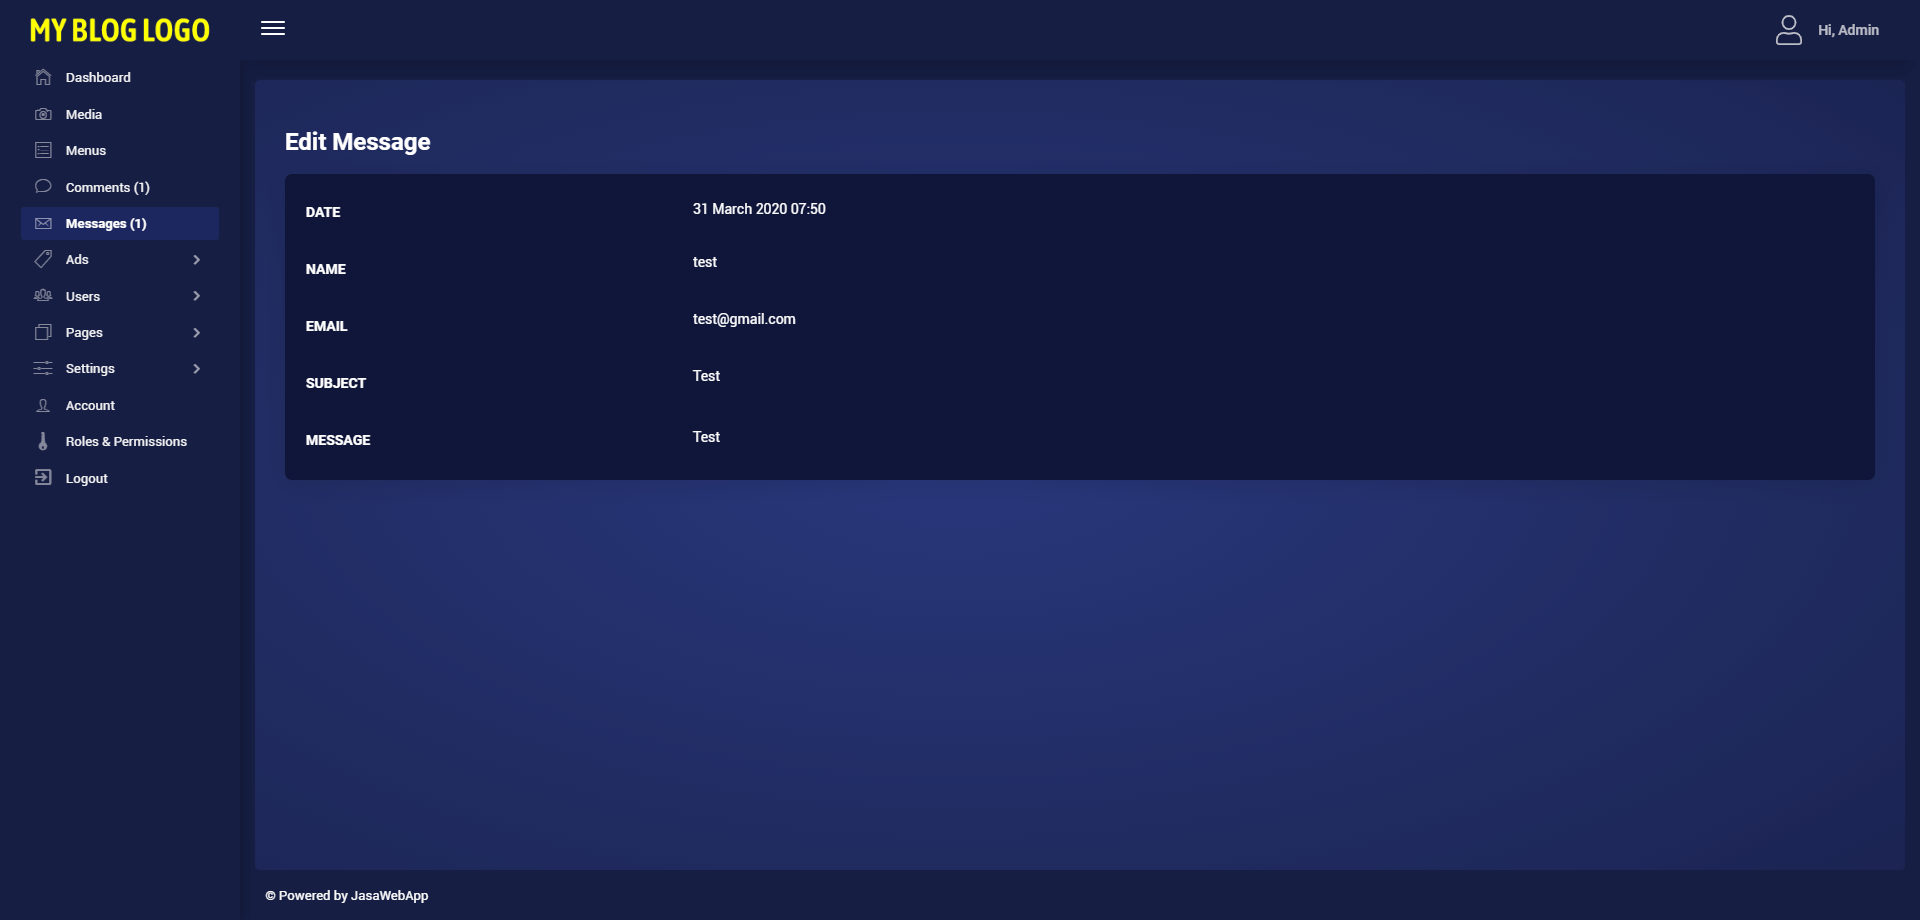 MY BLOG LOGO
Hi, Admin
Dashboard
Media
Menus
Comments (1)
Messages (1)
Ads
Users
Pages
Settings
Account
Roles & Permissions
Logout
Edit Message
DATE 31 March 2020 07:50
NAME test
EMAIL test@gmail.com
SUBJECT Test
MESSAGE Test
© Powered by JasaWebApp